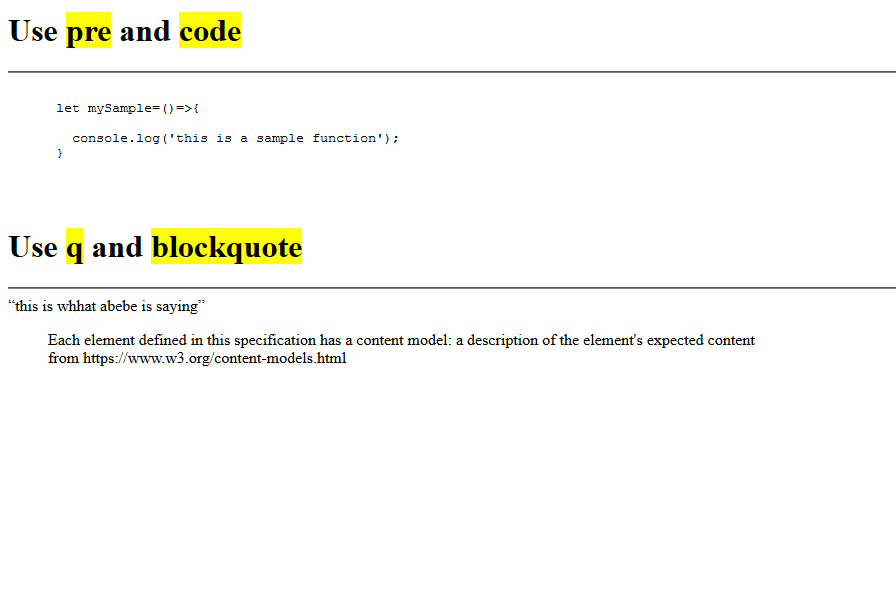 Use pre and code
let mySample=()=>{
console.log('this is a sample function');
}
Use q and blockquote
“this is whhat abebe is saying”
Each element defined in this specification has a content model: a description of the element's expected content
from https://www.w3.org/content-models.html